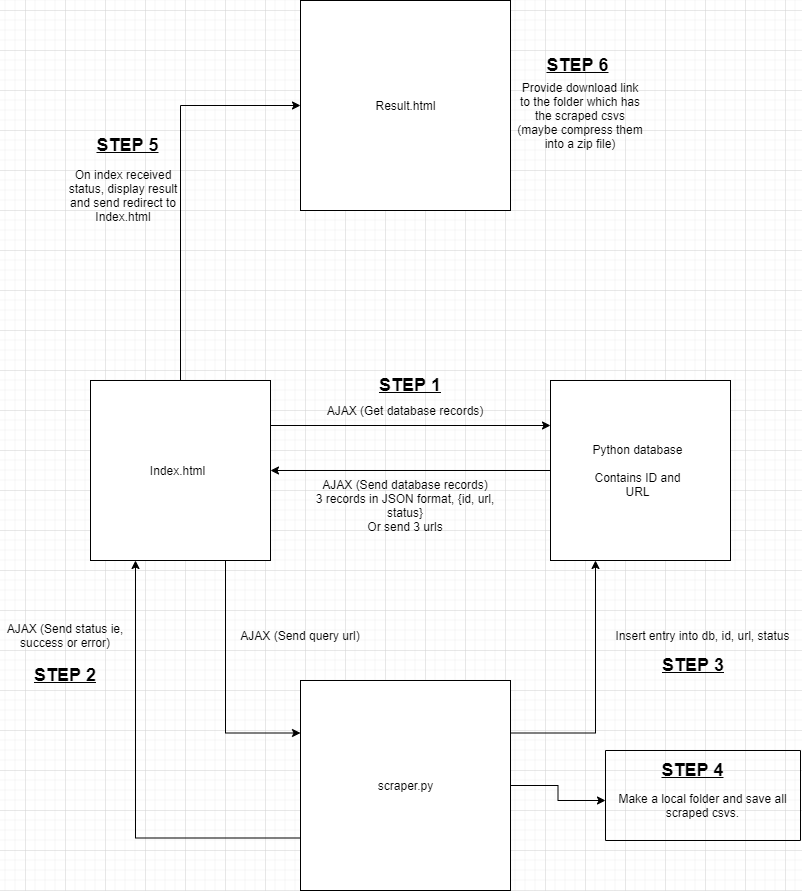 Result.html
STEP 6
Provide download link
to the folder which has
the scraped csvs
(maybe compress them
into a zip file)
STEP 5
On index received
status, display result
and send redirect to
Index.html
STEP 1
AJAX (Get database records)
Index.html
AJAX (Send database records)
3 records in JSON format, {id, url,
status}
Or send 3 urls
Python database
Contains ID and
URL
AJAX (Send status ie,
success or error)
STEP 2
AJAX (Send query url)
Insert entry into db, id, url, status
STEP 3
scraper.py
STEP 4
Make a local folder and save all
scraped csvs.